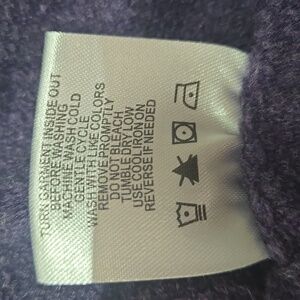 TURN GARMENT INSIDE OUT
BEFORE WASHING
MACHINE WASH COLD
GENTLE CYCLE
WASH WITH LIKE COLORS
REMOVE PROMPTLY
DO NOT BLEACH
TUMBLE DRY LOW
USE COOL IRON ON
REVERSE IF NEEDED